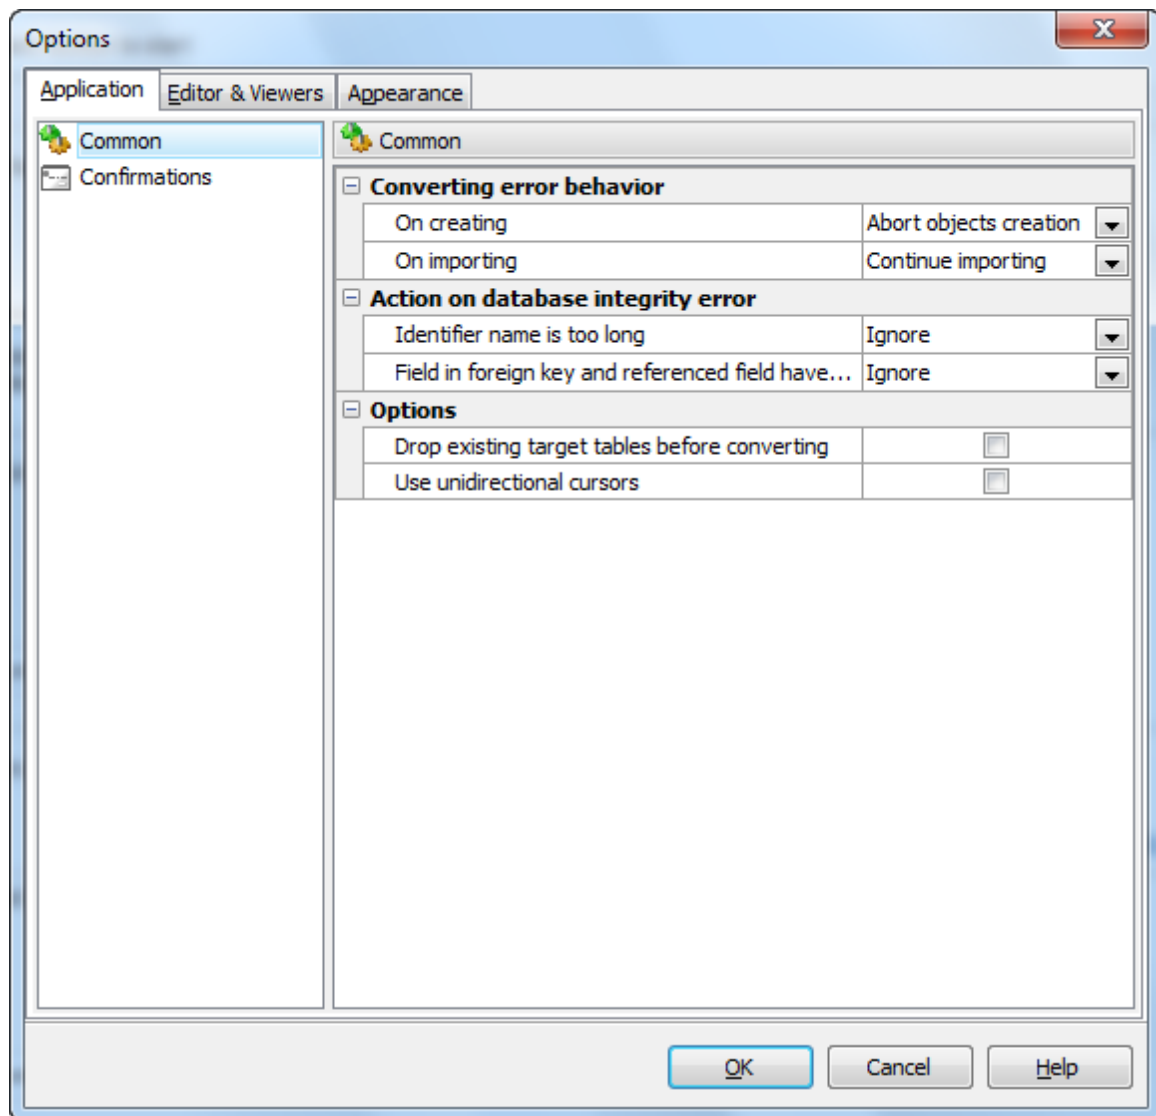 Options
Application Editor & Viewers Appearance
Common
Confirmations
Common
Converting error behavior
On creating Abort objects creation
On importing Continue importing
Action on database integrity error
Identifier name is too long Ignore
Field in foreign key and referenced field have... Ignore
Options
Drop existing target tables before converting
Use unidirectional cursors
OK Cancel Help